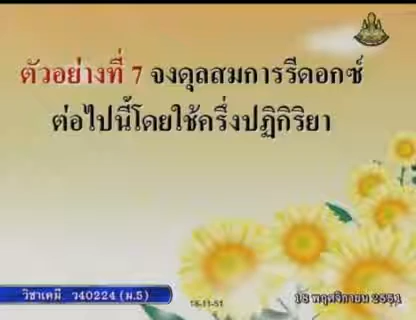 ตัวอย่างที่ 7 จงดุลสมการรีดอกซ์
ต่อไปนี้โดยใช้ครึ่งปฏิกิริยา
วิชาเคมี ว40224 (ม.5)
18-11-51
18 พฤศจิกายน 2551